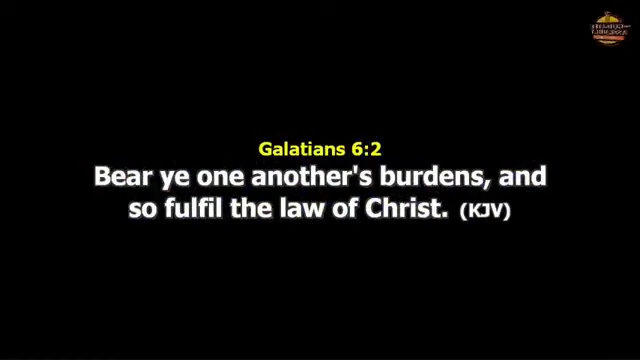 Galatians 6:2
Bear ye one another's burdens, and
so fulfil the law of Christ. (KJV)